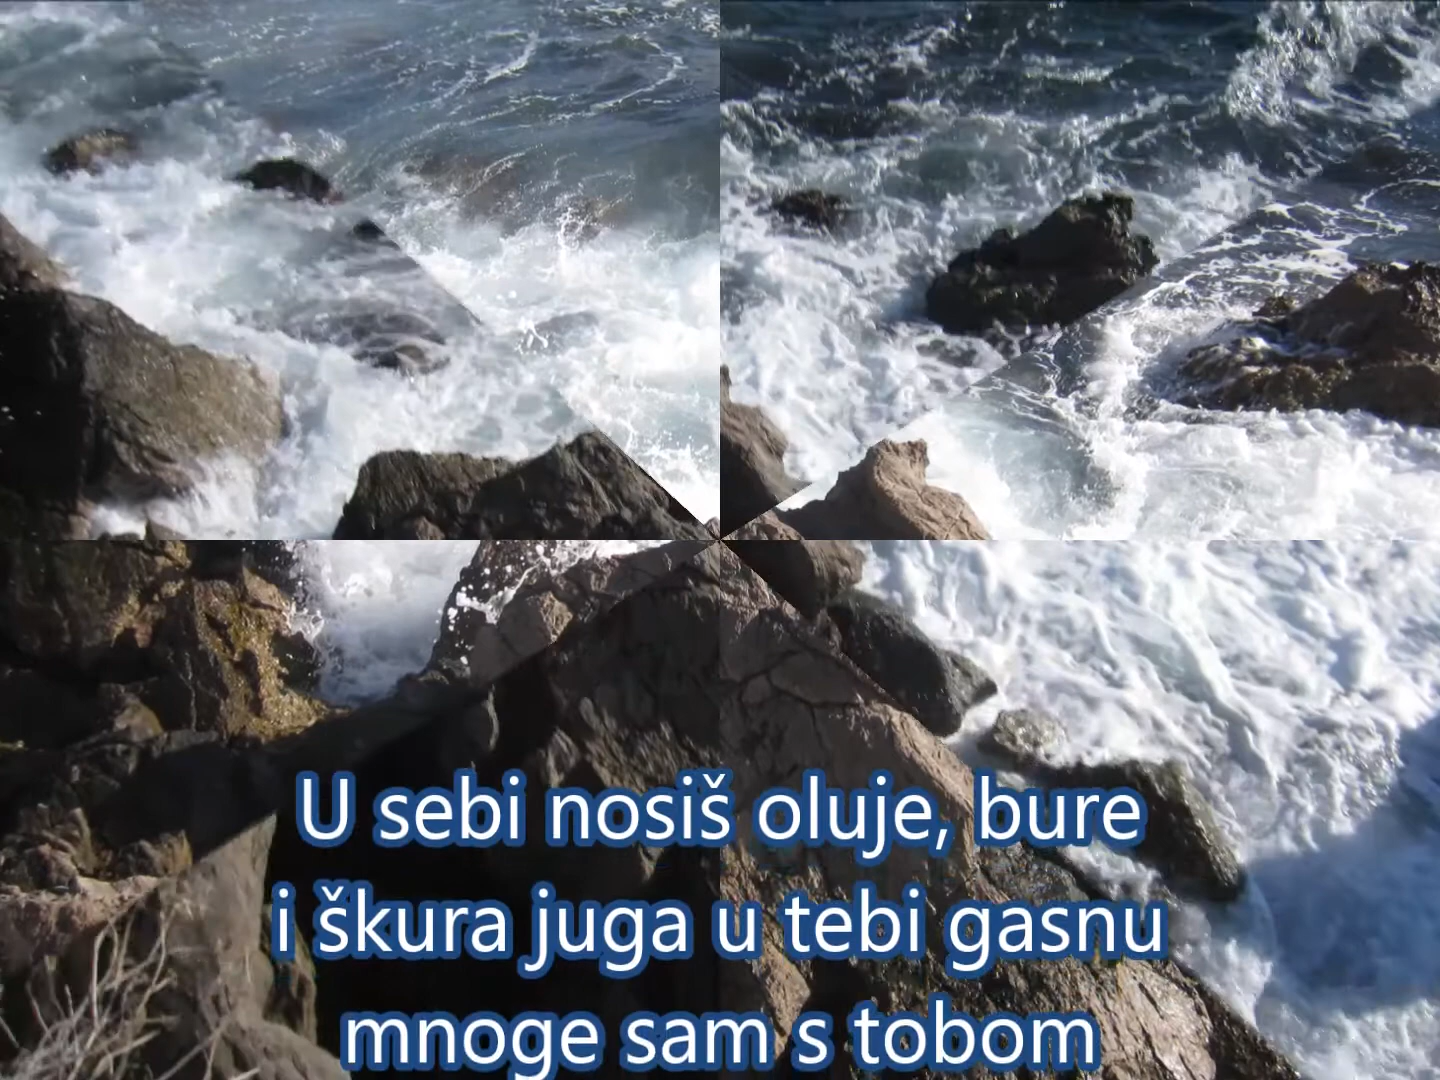 U sebi nosiš oluje, bure
i škura juga u tebi gasnu
mnoge sam s tobom